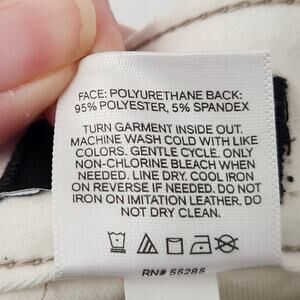 FACE: POLYURETHANE BACK:
95% POLYESTER, 5% SPANDEX
TURN GARMENT INSIDE OUT.
MACHINE WASH COLD WITH LIKE
COLORS. GENTLE CYCLE. ONLY
NON-CHLORINE BLEACH WHEN
NEEDED. LINE DRY. COOL IRON
ON REVERSE IF NEEDED. DO NOT
IRON ON IMITATION LEATHER. DO
NOT DRY CLEAN.
RN# 55285